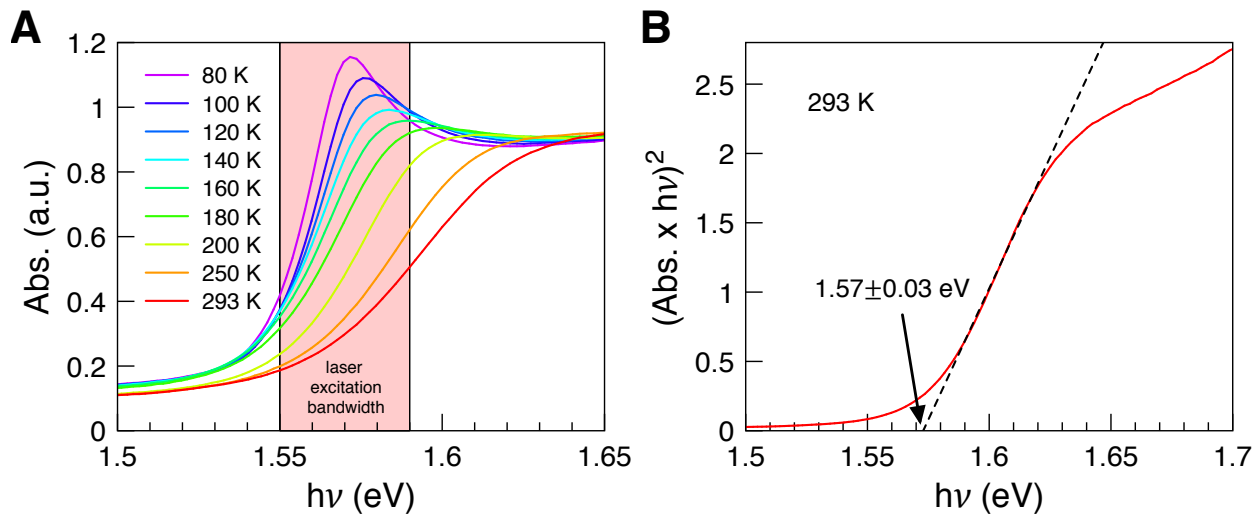 A
Abs. (a.u.)
1.2
1
0.8
0.6
0.4
0.2
0
80 K
100 K
120 K
140 K
160 K
180 K
200 K
250 K
293 K
laser
excitation
bandwidth
1.5
1.55
1.6
1.65
hν (eV)
B
(Abs. x hν)²
2.5
2
1.5
1
0.5
0
293 K
1.57±0.03 eV
1.5
1.55
1.6
1.65
1.7
hν (eV)